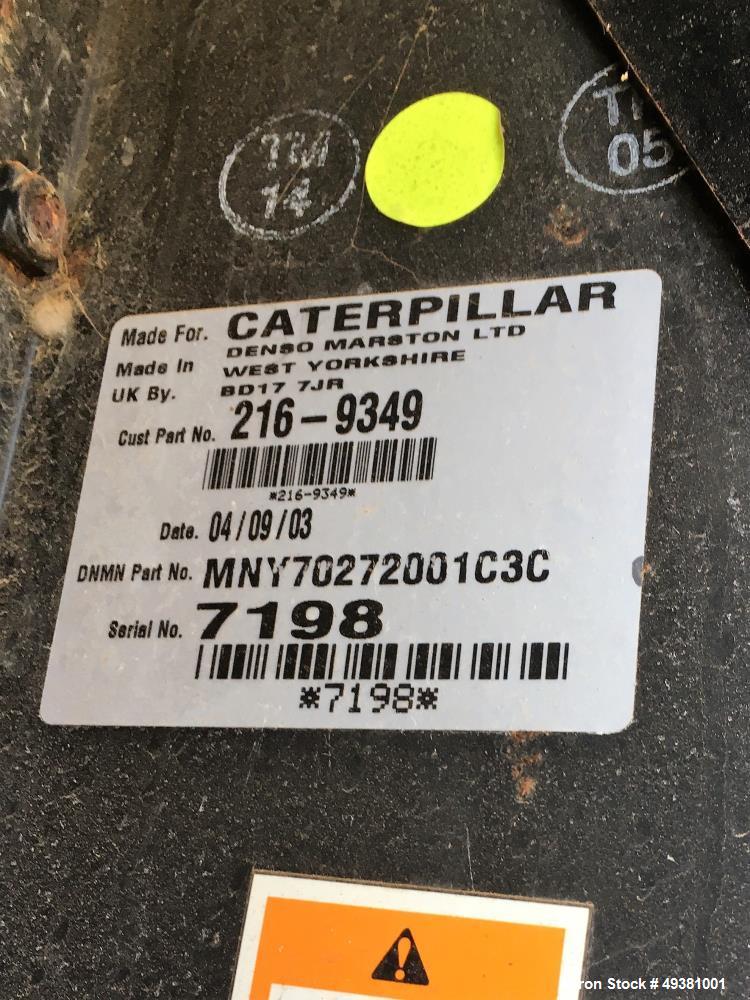 TM
14
05
Made For. CATERPILLAR
Made In DENSO MARSTON LTD
UK By. WEST YORKSHIRE
BD17 7JR
Cust Part No. 216-9349
*216-9349*
Date. 04/09/03
DNMN Part No. MNY70272001C3C
Serial No. 7198
*7198*
ron Stock # 49381001